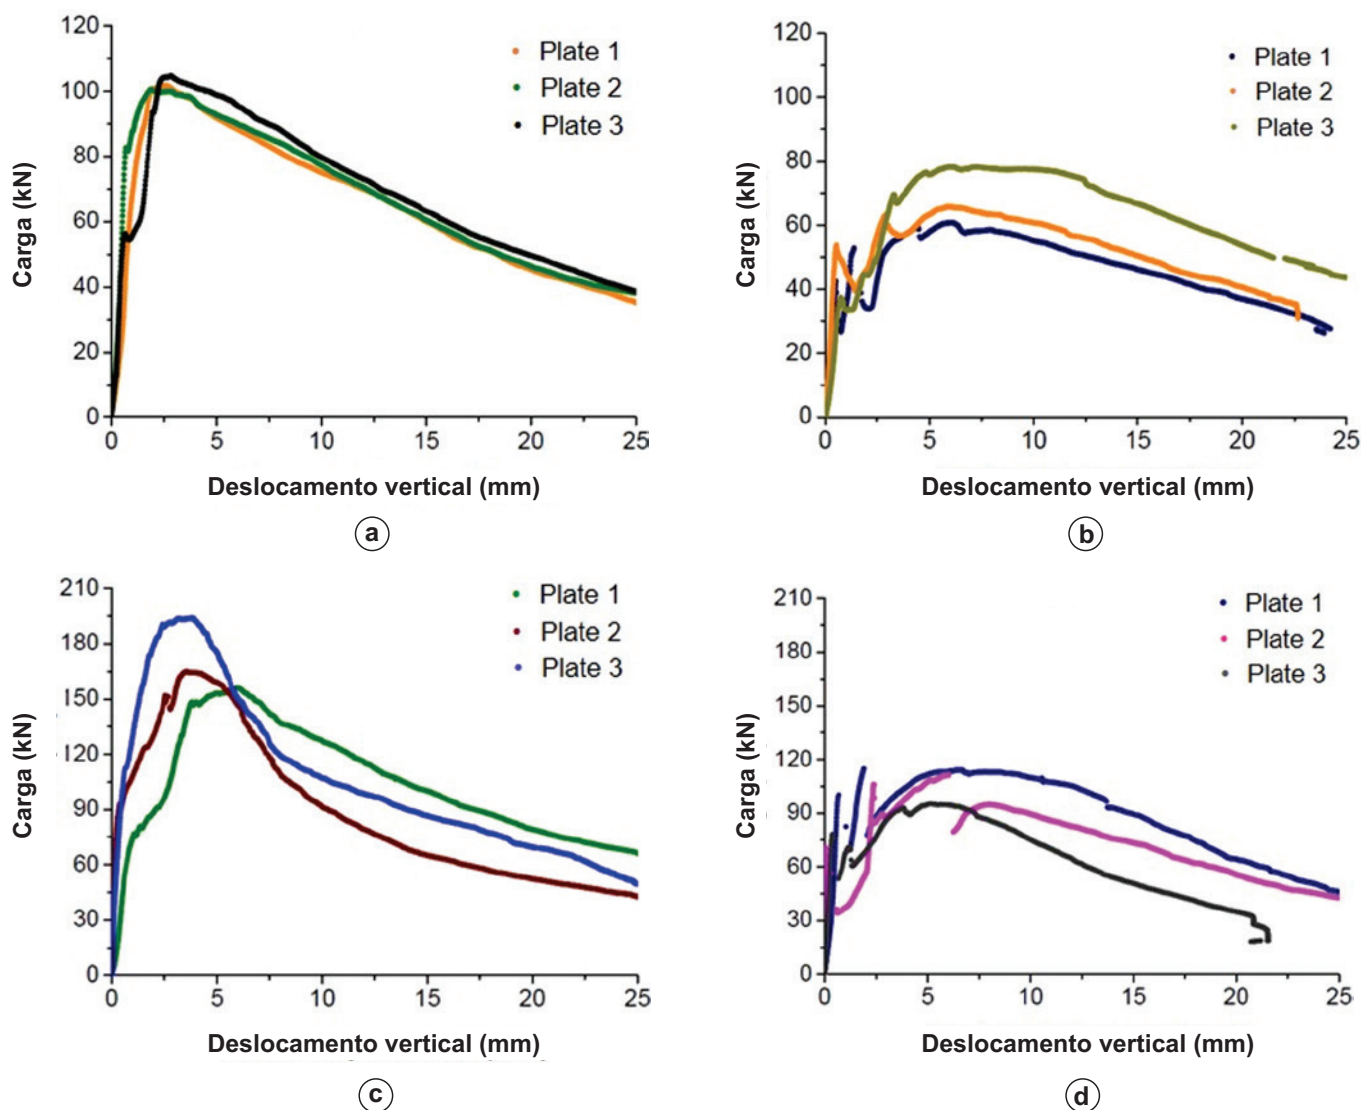 120
100
80
60
40
20
0
0 5 10 15 20 25
Carga (kN)
Deslocamento vertical (mm)
Plate 1
Plate 2
Plate 3
a
120
100
80
60
40
20
0
0 5 10 15 20 25
Carga (kN)
Deslocamento vertical (mm)
Plate 1
Plate 2
Plate 3
b
210
180
150
120
90
60
30
0
0 5 10 15 20 25
Carga (kN)
Deslocamento vertical (mm)
Plate 1
Plate 2
Plate 3
c
210
180
150
120
90
60
30
0
0 5 10 15 20 25
Carga (kN)
Deslocamento vertical (mm)
Plate 1
Plate 2
Plate 3
d